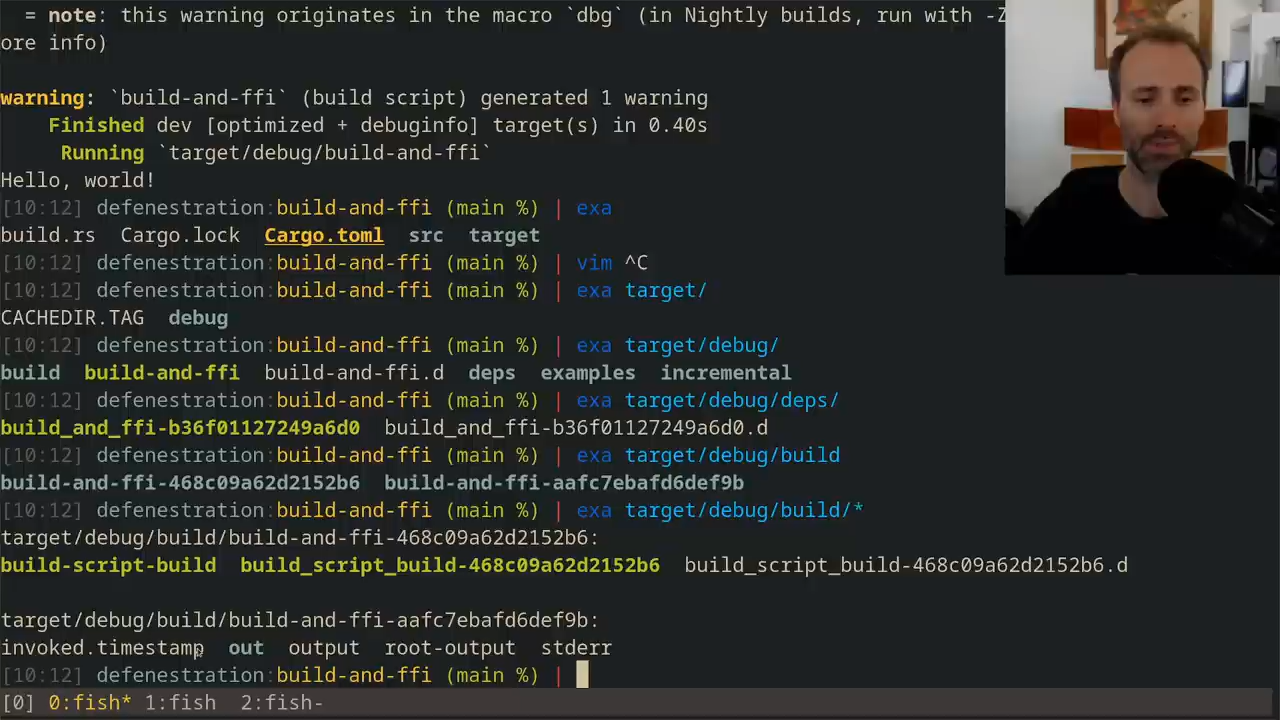 = note: this warning originates in the macro `dbg` (in Nightly builds, run with -Z
ore info)
warning: `build-and-ffi` (build script) generated 1 warning
Finished dev [optimized + debuginfo] target(s) in 0.40s
Running `target/debug/build-and-ffi`
Hello, world!
[10:12] defenestration:build-and-ffi (main %) | exa
build.rs Cargo.lock Cargo.toml src target
[10:12] defenestration:build-and-ffi (main %) | vim ^C
[10:12] defenestration:build-and-ffi (main %) | exa target/
CACHEDIR.TAG debug
[10:12] defenestration:build-and-ffi (main %) | exa target/debug/
build build-and-ffi build-and-ffi.d deps examples incremental
[10:12] defenestration:build-and-ffi (main %) | exa target/debug/deps/
build_and_ffi-b36f01127249a6d0 build_and_ffi-b36f01127249a6d0.d
[10:12] defenestration:build-and-ffi (main %) | exa target/debug/build
build-and-ffi-468c09a62d2152b6 build-and-ffi-aafc7ebafd6def9b
[10:12] defenestration:build-and-ffi (main %) | exa target/debug/build/*
target/debug/build/build-and-ffi-468c09a62d2152b6:
build-script-build build_script_build-468c09a62d2152b6 build_script_build-468c09a62d2152b6.d
target/debug/build/build-and-ffi-aafc7ebafd6def9b:
invoked.timestamp out output root-output stderr
[10:12] defenestration:build-and-ffi (main %) |
[0] 0:fish* 1:fish 2:fish-